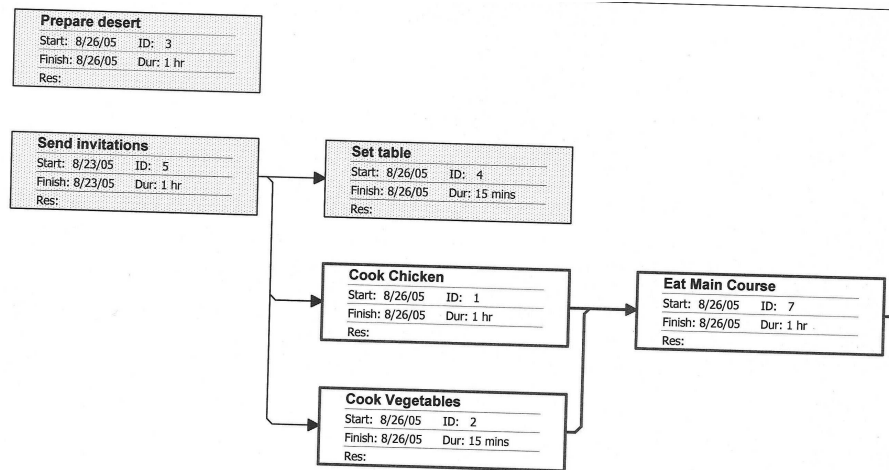 Prepare desert
Start: 8/26/05 ID: 3
Finish: 8/26/05 Dur: 1 hr
Res:
Send invitations
Start: 8/23/05 ID: 5
Finish: 8/23/05 Dur: 1 hr
Res:
Set table
Start: 8/26/05 ID: 4
Finish: 8/26/05 Dur: 15 mins
Res:
Cook Chicken
Start: 8/26/05 ID: 1
Finish: 8/26/05 Dur: 1 hr
Res:
Eat Main Course
Start: 8/26/05 ID: 7
Finish: 8/26/05 Dur: 1 hr
Res:
Cook Vegetables
Start: 8/26/05 ID: 2
Finish: 8/26/05 Dur: 15 mins
Res: